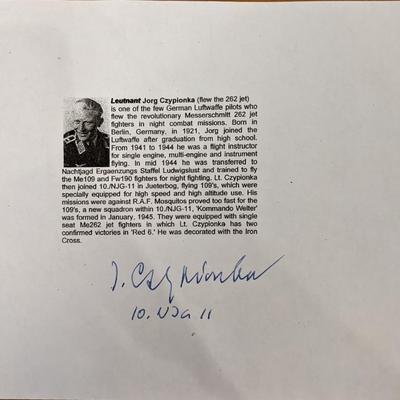 Leutnant Jorg Czypionka (flew the 262 jet)
is one of the few German Luftwaffe pilots who
flew the revolutionary Messerschmitt 262 jet
fighters in night combat missions. Born in
Berlin, Germany, in 1921, Jorg joined the
Luftwaffe after graduation from high school.
From 1941 to 1944 he was a flight instructor
for single engine, multi-engine and instrument
flying. In mid 1944 he was transferred to
Nachtjagd Ergaenzungs Staffel Ludwigslust and trained to fly
the Me109 and Fw190 fighters for night fighting. Lt. Czypionka
then joined 10./NJG-11 in Jueterbog, flying 109's, which were
specially equipped for high speed and high altitude use. His
missions were against R.A.F. Mosquitos proved too fast for the
109's, a new squadron within 10./NJG-11, 'Kommando Welter'
was formed in January, 1945. They were equipped with single
seat Me262 jet fighters in which Lt. Czypionka has two
confirmed victories in 'Red 6.' He was decorated with the Iron
Cross.
J. Czypionka
10. NJG 11